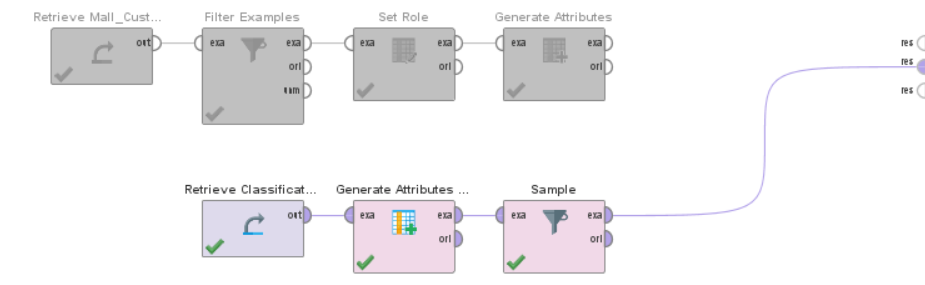 Retrieve Mall_Cust...
Filter Examples
Set Role
Generate Attributes
out
exa
exa
ori
exa
exa
ori
exa
exa
ori
res
res
res
Retrieve Classificat...
Generate Attributes ...
Sample
out
exa
exa
ori
exa
exa
ori